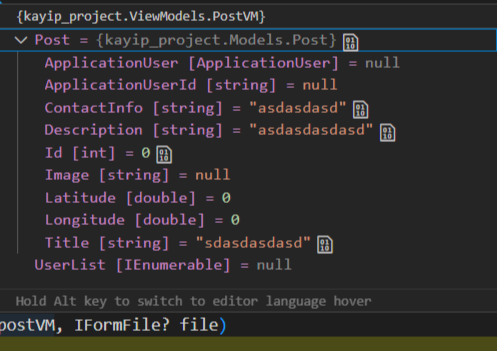 {kayip_project.ViewModels.PostVM}
Post = {kayip_project.Models.Post}
ApplicationUser [ApplicationUser] = null
ApplicationUserId [string] = null
ContactInfo [string] = "asdasdasd"
Description [string] = "asdasdasdasd"
Id [int] = 0
Image [string] = null
Latitude [double] = 0
Longitude [double] = 0
Title [string] = "sdasdasdasd"
UserList [IEnumerable] = null
Hold Alt key to switch to editor language hover
postVM, IFormFile? file)